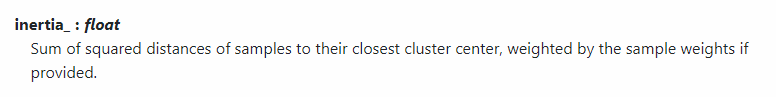 inertia_ : float
Sum of squared distances of samples to their closest cluster center, weighted by the sample weights if
provided.